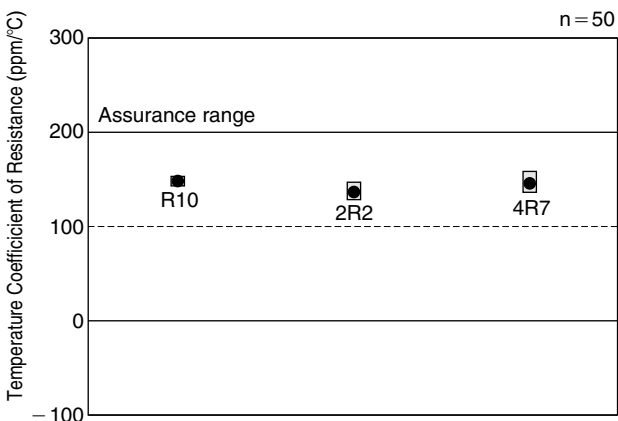 n=50
Temperature Coefficicient of Resistance (ppm/°C)
300
Assurance range
200
R10
2R2
4R7
100
0
−100